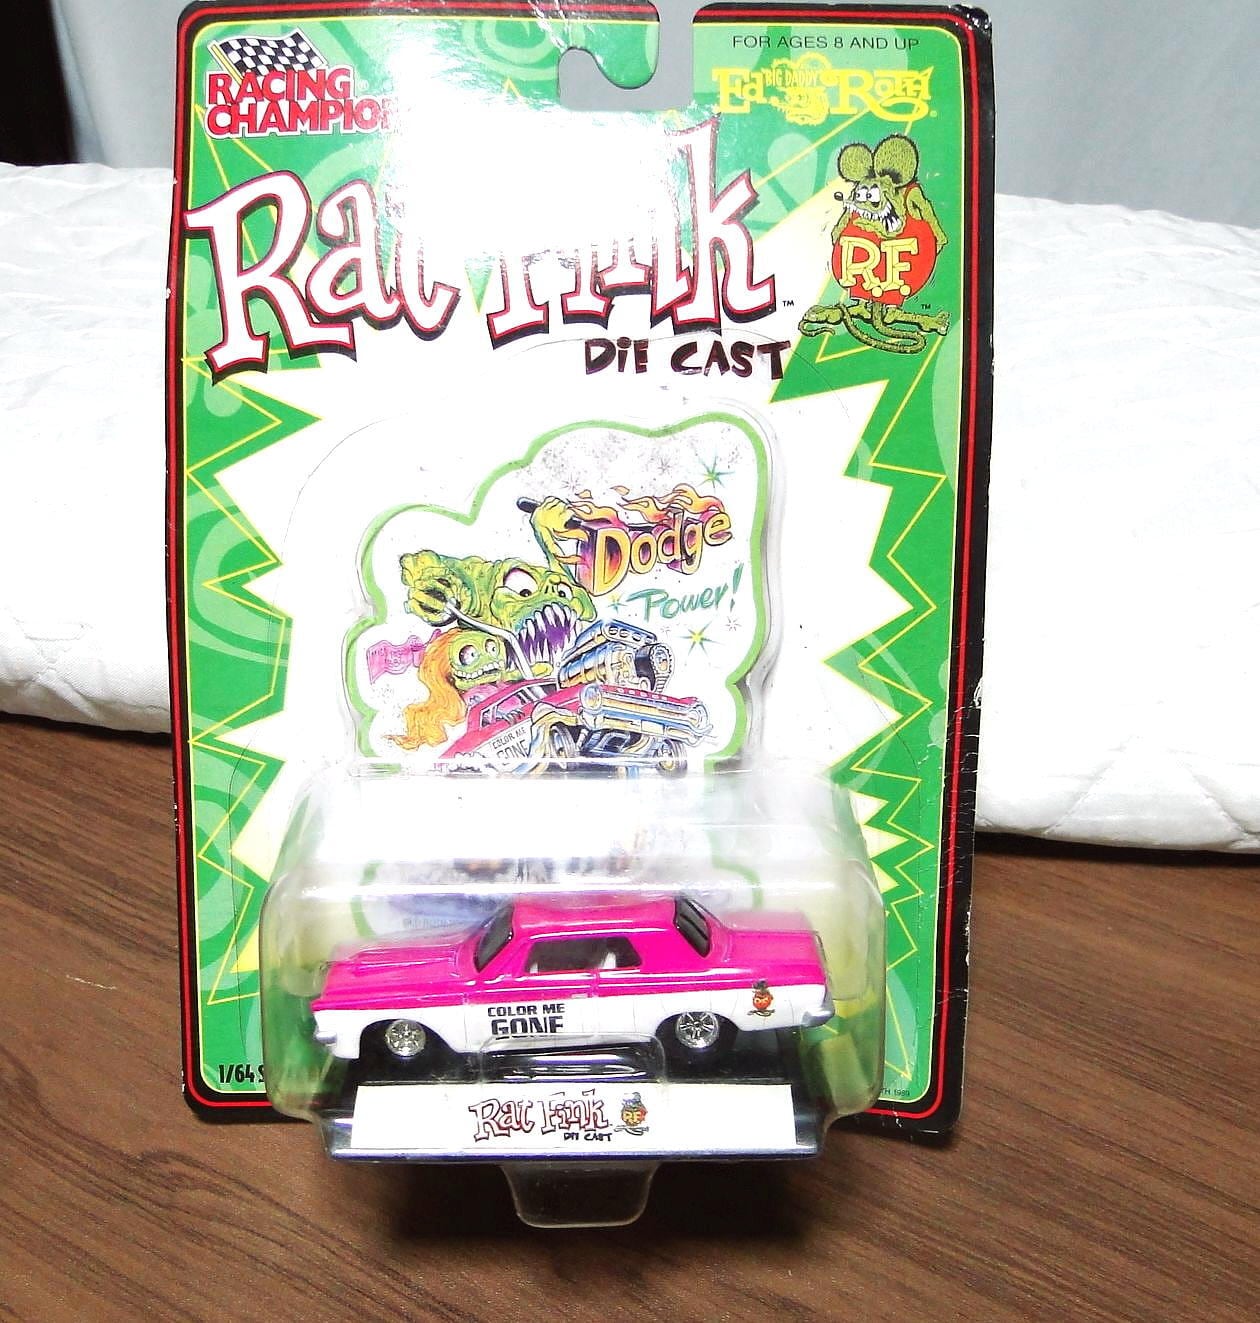 FOR AGES 8 AND UP
RACING
CHAMPIO
Ed BIG DADDY Roth
Rat Fink
R.F.
DIE CAST
Dodge
Power!
COLOR ME
GONE
COLOR ME
GONE
1/64 S
Rat Fink R.F.
DIE CAST